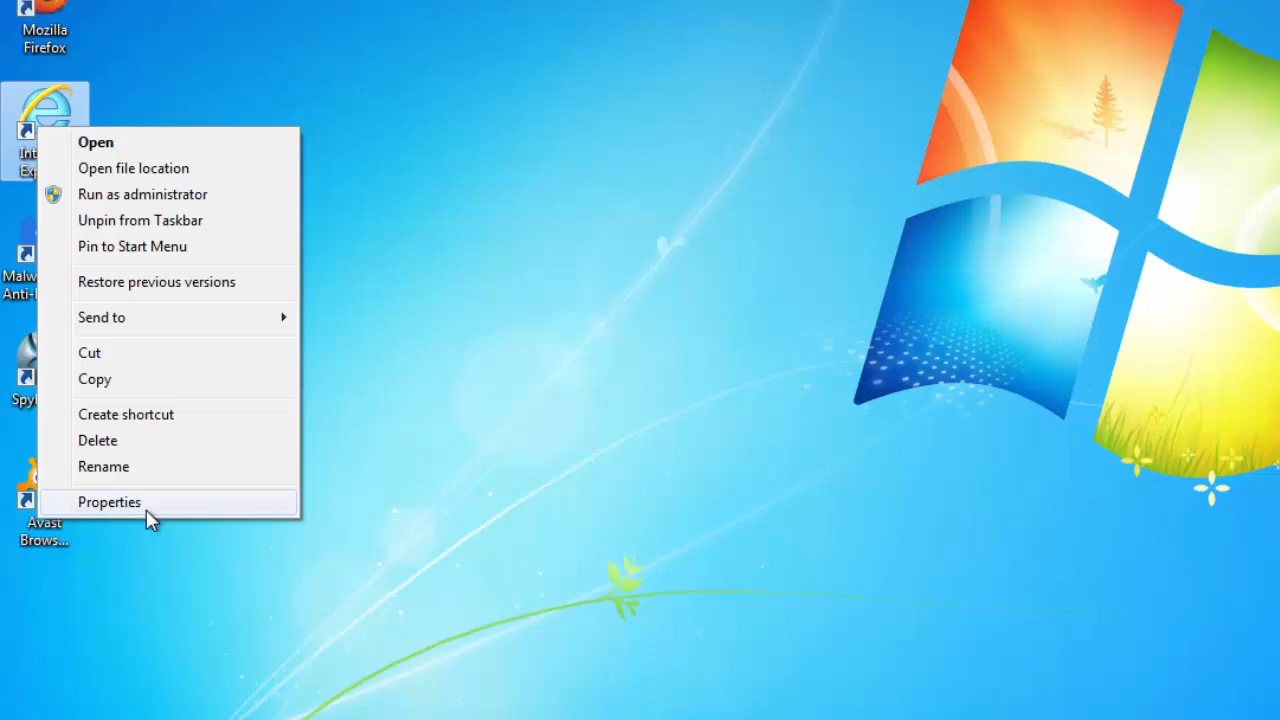 Mozilla
Firefox
Open
Open file location
Run as administrator
Unpin from Taskbar
Pin to Start Menu
Restore previous versions
Send to
Cut
Copy
Create shortcut
Delete
Rename
Properties
Avast
Brows...